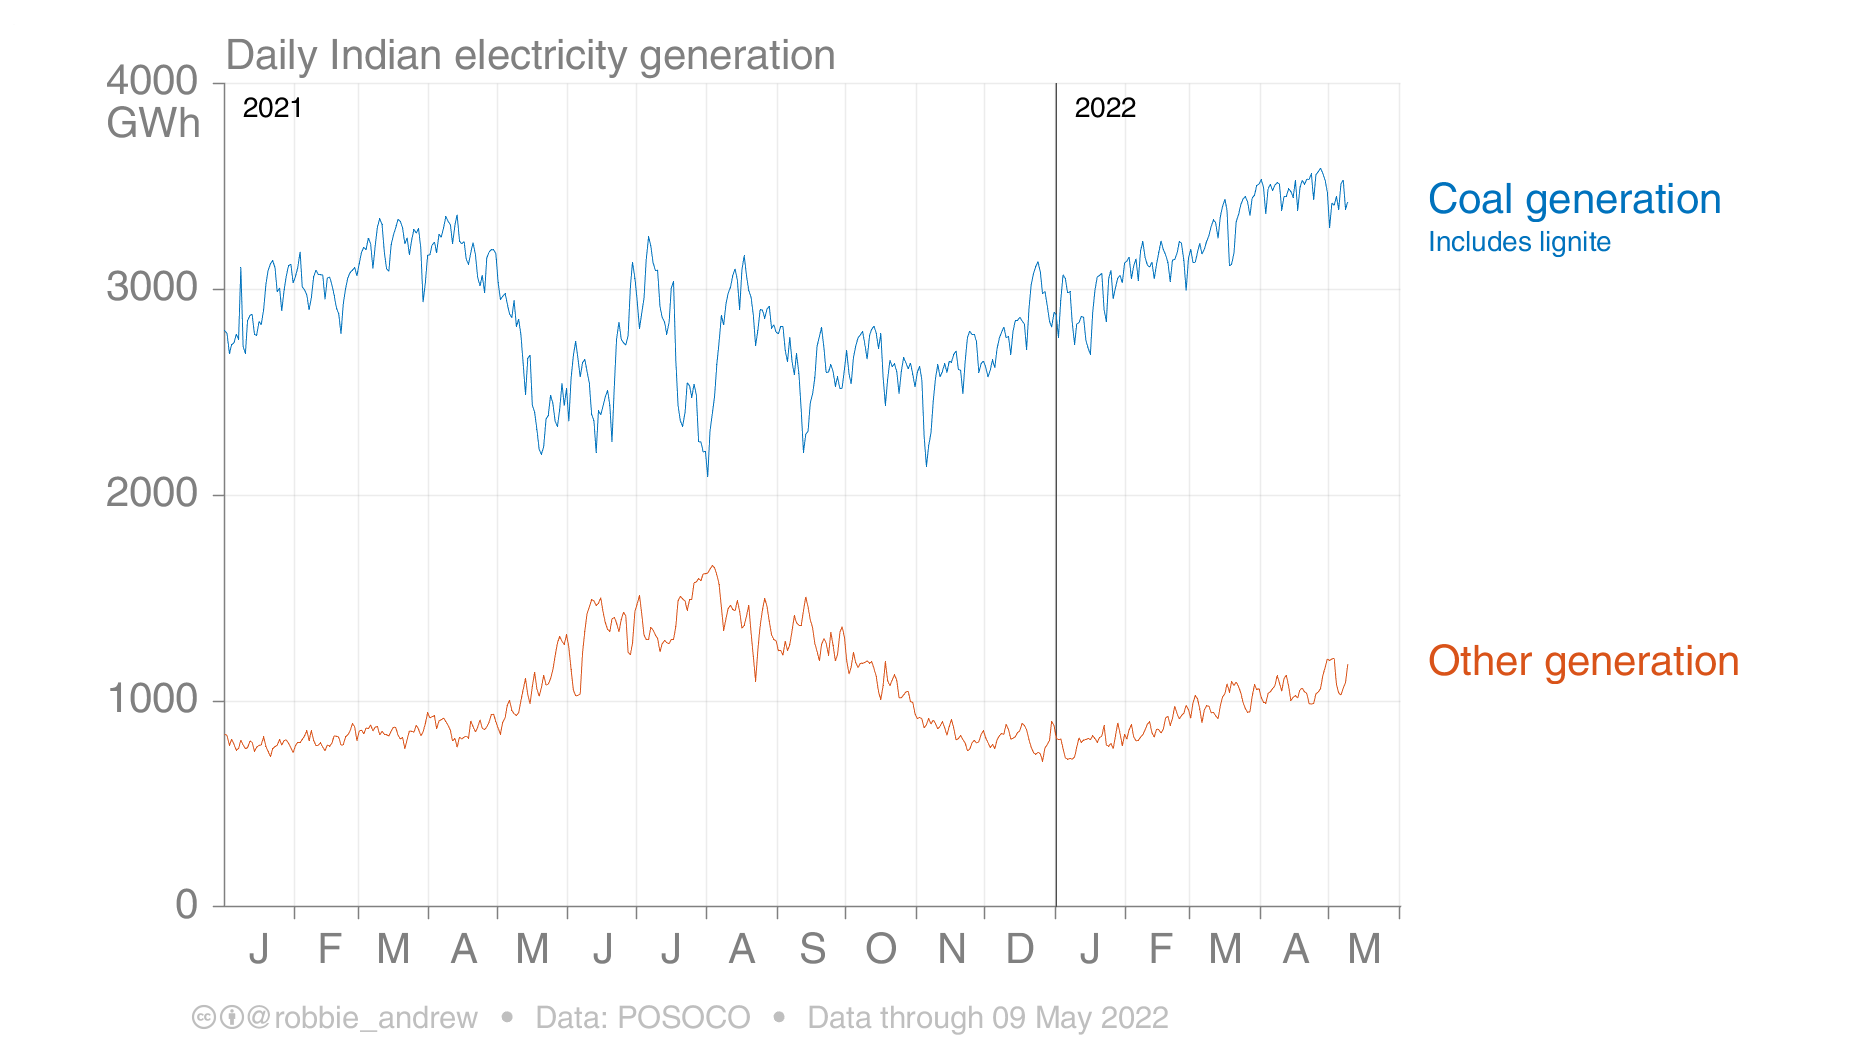 Daily Indian electricity generation
4000
GWh
2021
2022
3000
2000
1000
0
Coal generation
Includes lignite
Other generation
J F M A M J J A S O N D J F M A M
@robbie_andrew • Data: POSOCO • Data through 09 May 2022